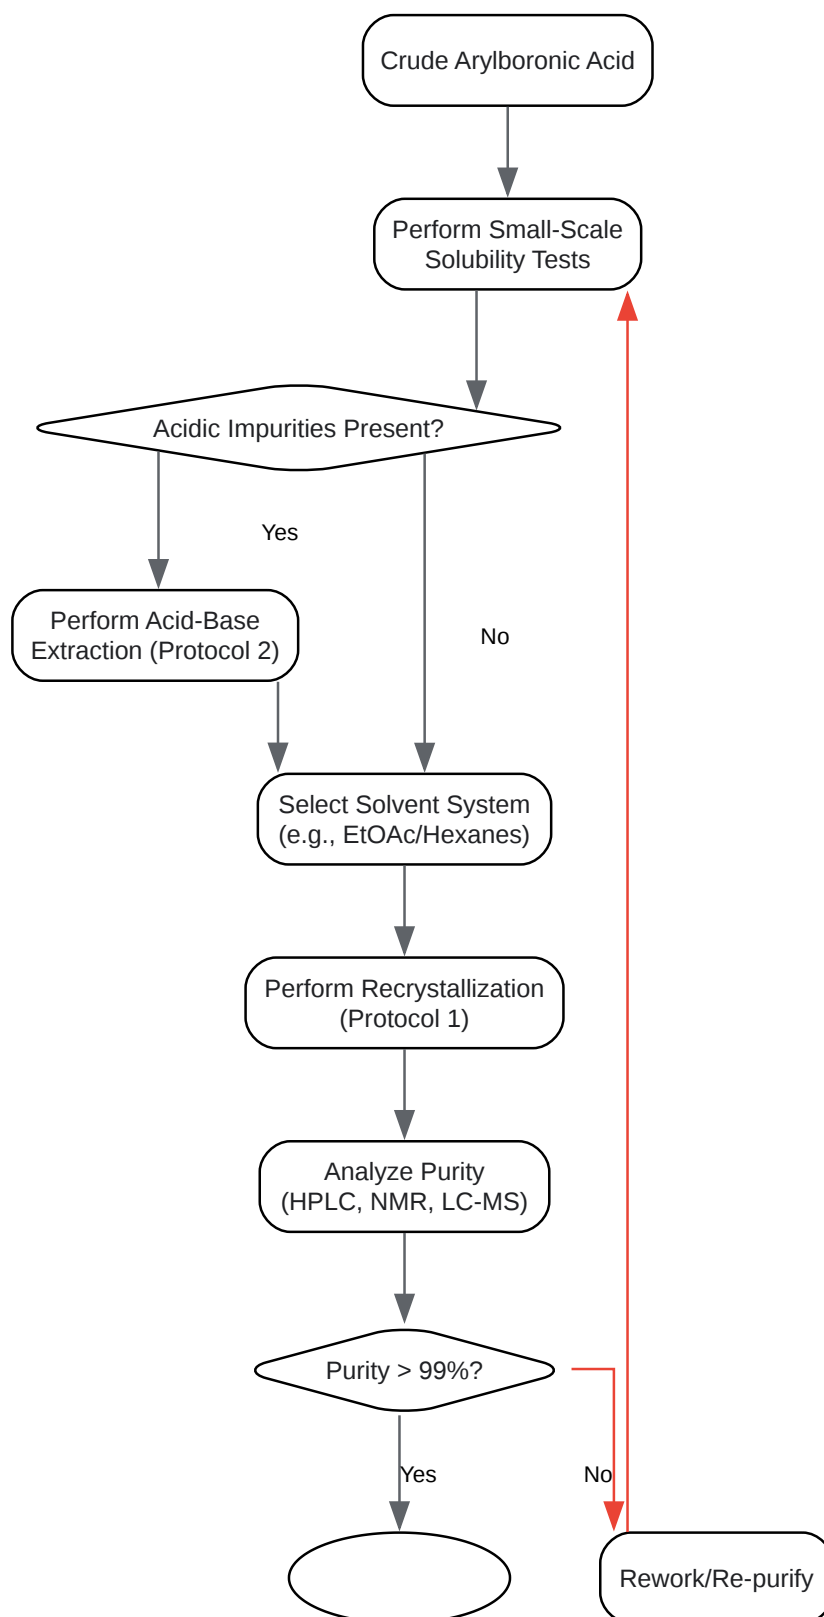 Crude Arylboronic Acid
Perform Small-Scale
Solubility Tests
Acidic Impurities Present?
Yes
No
Perform Acid-Base
Extraction (Protocol 2)
Select Solvent System
(e.g., EtOAc/Hexanes)
Perform Recrystallization
(Protocol 1)
Analyze Purity
(HPLC, NMR, LC-MS)
Purity > 99%?
Yes
No
Rework/Re-purify